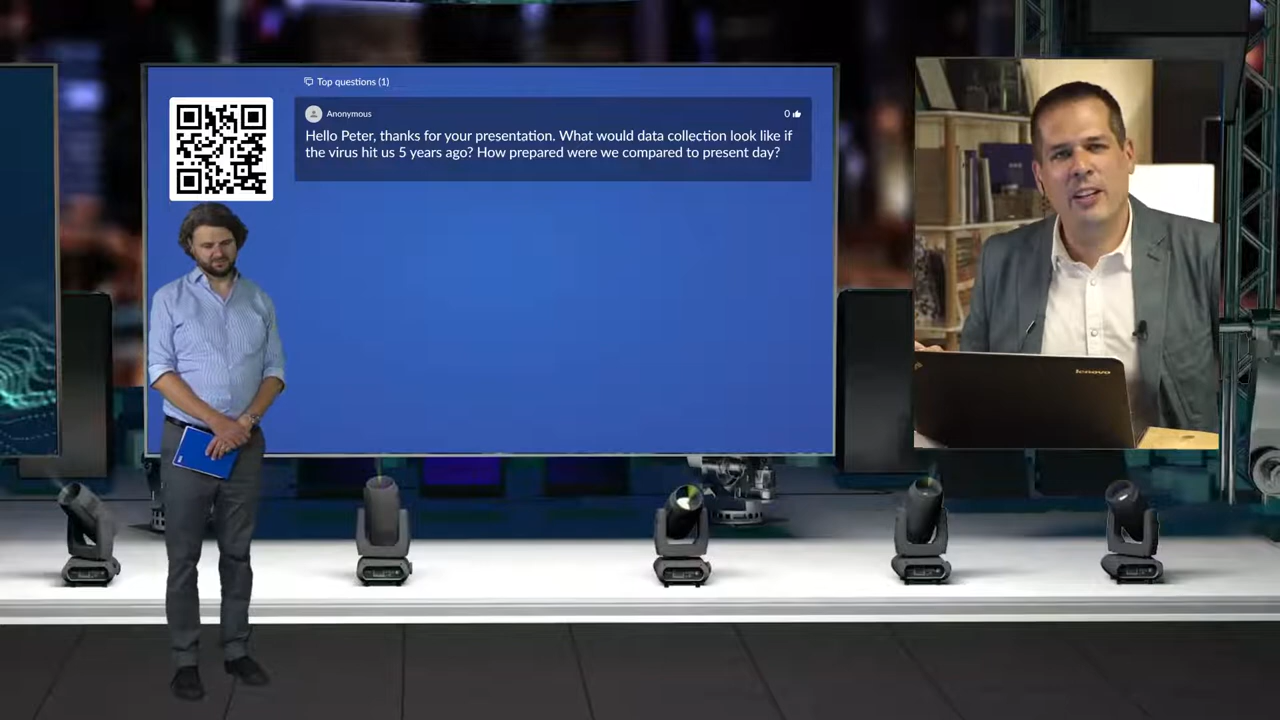 Top questions (1)
Anonymous
0
Hello Peter, thanks for your presentation. What would data collection look like if
the virus hit us 5 years ago? How prepared were we compared to present day?
lenovo